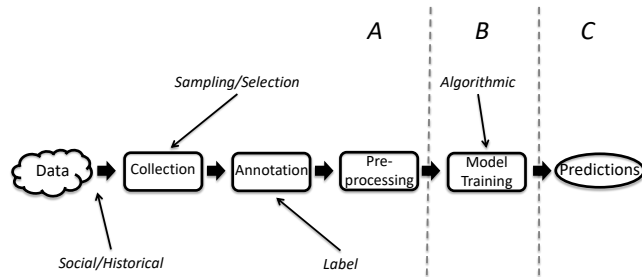 A B C
Sampling/Selection Algorithmic
Data Collection Annotation Pre-
processing Model
Training Predictions
Social/Historical Label